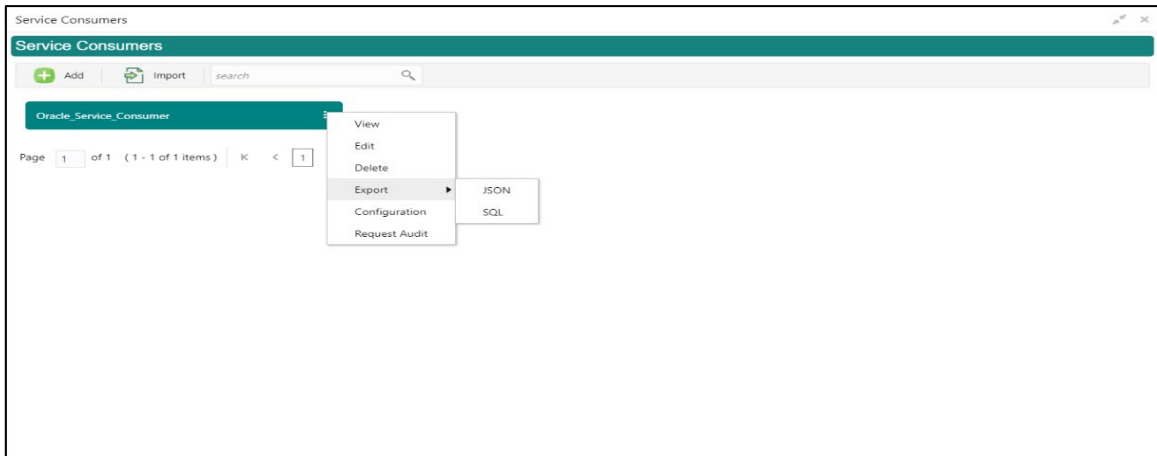 Service Consumers
Service Consumers
Add Import search
Oracle_Service_Consumer
View
Edit
Page 1 of 1 ( 1 - 1 of 1 items ) K < 1
Delete
Export JSON
Configuration SQL
Request Audit